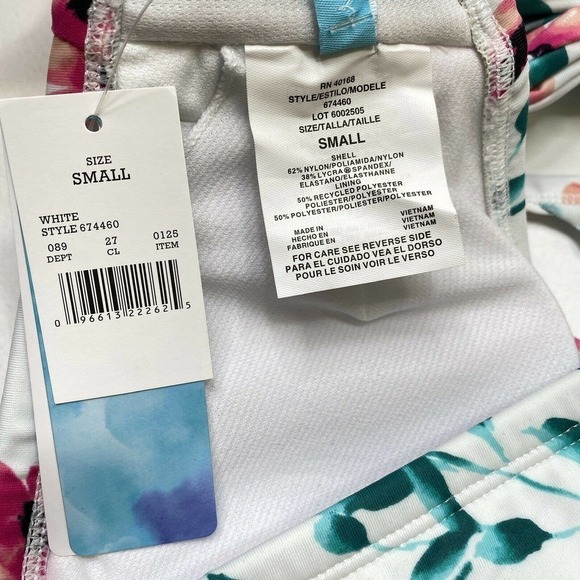 SIZE
SMALL
WHITE
STYLE 674460
089 27 0125
DEPT CL ITEM
0 96613 22262 5
RN 40168
STYLE/ESTILO/MODELE
674460
LOT 6002505
SIZE/TALLA/TAILLE
SMALL
SHELL
62% NYLON/POLIAMIDA/NYLON
38% LYCRA ® SPANDEX/
ELASTANO/ELASTHANNE
LINING
50% RECYCLED POLYESTER
POLIESTER/POLYESTER
50% POLYESTER/POLIESTER/POLYESTER
MADE IN VIETNAM
HECHO EN VIETNAM
FABRIQUE EN VIETNAM
FOR CARE SEE REVERSE SIDE
PARA EL CUIDADO VEA EL DORSO
POUR LE SOIN VOIR LE VERSO